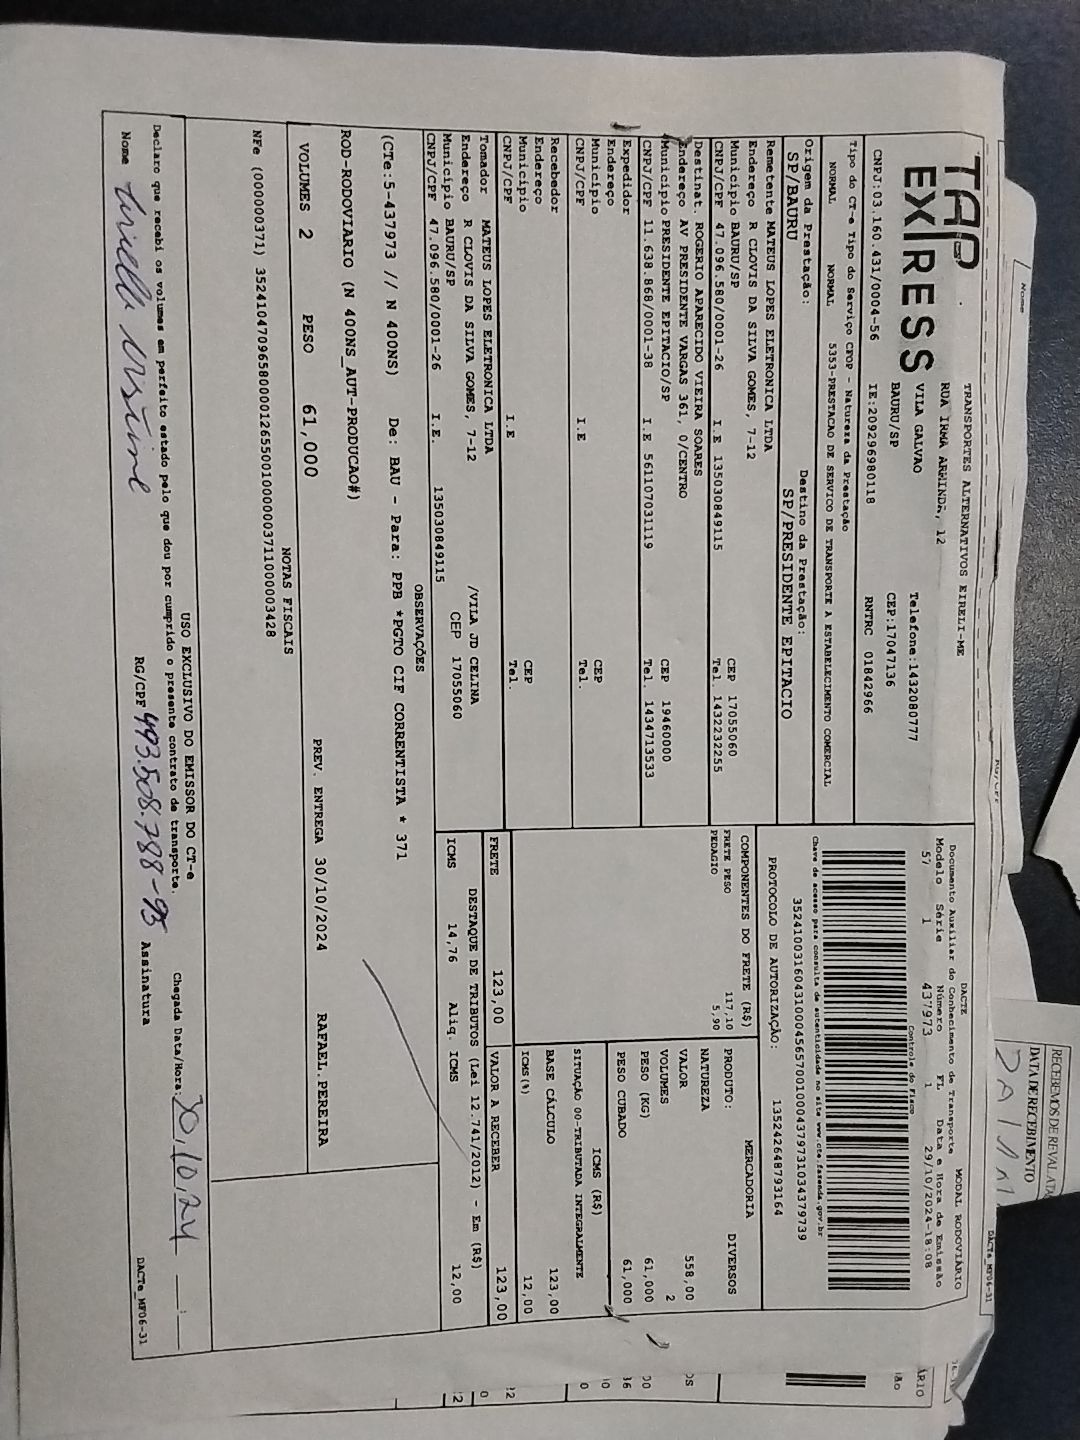 TAP
EXPRESS
TRANSPORTES ALTERNATIVOS EIRELI-ME
RUA IRMA ARMINDA, 12
VILA GALVAO
BAURU/SP
Telefone:1432080777
CEP:17047136
CNPJ:03.160.431/0004-56 IE:209296980118 RNTRC 01842966
Tipo do CT-e Tipo do Serviço CFOP - Natureza da Prestação
NORMAL NORMAL 5353-PRESTACAO DE SERVICO DE TRANSPORTE A ESTABELECIMENTO COMERCIAL
Origem da Prestação: Destino da Prestação:
SP/BAURU SP/PRESIDENTE EPITACIO
DACTE MODAL RODOVIÁRIO
Documento Auxiliar do Conhecimento de Transporte
Modelo Série Número FL Data e Hora de Emissão
57 1 437973 1 29/10/2024-18:08
Controle do Fisco
Chave de acesso para consulta de autenticidade no site www.cte.fazenda.gov.br
35241003160431000456570010004379731034379739
PROTOCOLO DE AUTORIZAÇÃO: 135242648793164
Remetente MATEUS LOPES ELETRONICA LTDA
Endereço R CLOVIS DA SILVA GOMES, 7-12
Município BAURU/SP CEP 17055060
CNPJ/CPF 47.096.580/0001-26 I.E 135030849115 Tel. 1432232255
Destinat. ROGERIO APARECIDO VIEIRA SOARES
Endereço AV PRESIDENTE VARGAS 361, 0/CENTRO
Município PRESIDENTE EPITACIO/SP CEP 19460000
CNPJ/CPF 11.638.868/0001-38 I.E 561107031119 Tel. 1434713533
Expedidor
Endereço
Município CEP
CNPJ/CPF I.E Tel.
Recebedor
Endereço
Município CEP
CNPJ/CPF I.E Tel.
Tomador MATEUS LOPES ELETRONICA LTDA
Endereço R CLOVIS DA SILVA GOMES, 7-12 /VILA JD CELINA
Município BAURU/SP CEP 17055060
CNPJ/CPF 47.096.580/0001-26 I.E. 135030849115
COMPONENTES DO FRETE (R$)
FRETE PESO 117,10
PEDAGIO 5,90
PRODUTO: MERCADORIA
NATUREZA DIVERSOS
VALOR 558,00
VOLUMES 2
PESO (KG) 61,000
PESO CUBADO 61,000
ICMS (R$)
SITUAÇÃO 00-TRIBUTADA INTEGRALMENTE
BASE CÁLCULO 123,00
ICMS (%) 12,00
FRETE 123,00 VALOR A RECEBER 123,00
DESTAQUE DE TRIBUTOS (Lei 12.741/2012) - Em (R$)
ICMS 14,76 Aliq. ICMS 12,00
OBSERVAÇÕES
(CTe:5-437973 // N 400NS) De: BAU - Para: PPB *PGTO CIF CORRENTISTA * 371
ROD-RODOVIARIO (N 400NS_AUT-PRODUCAO#)
VOLUMES 2 PESO 61,000 PREV. ENTREGA 30/10/2024 RAFAEL.PEREIRA
NOTAS FISCAIS
NFe (000000371) 35241047096580000126550010000003711000003428
USO EXCLUSIVO DO EMISSOR DO CT-e
Declaro que recebi os volumes em perfeito estado pelo que dou por cumprido o presente contrato de transporte.
Chegada Data/Hora: 30/10/24 __:__
Nome RG/CPF 493.508.788-95 Assinatura
DACTe_MF06-31
Nome
RG/CPF
DACTe_MF06-31
RECEBEMOS DE REVAL ATA
DATA DE RECEBIMENTO